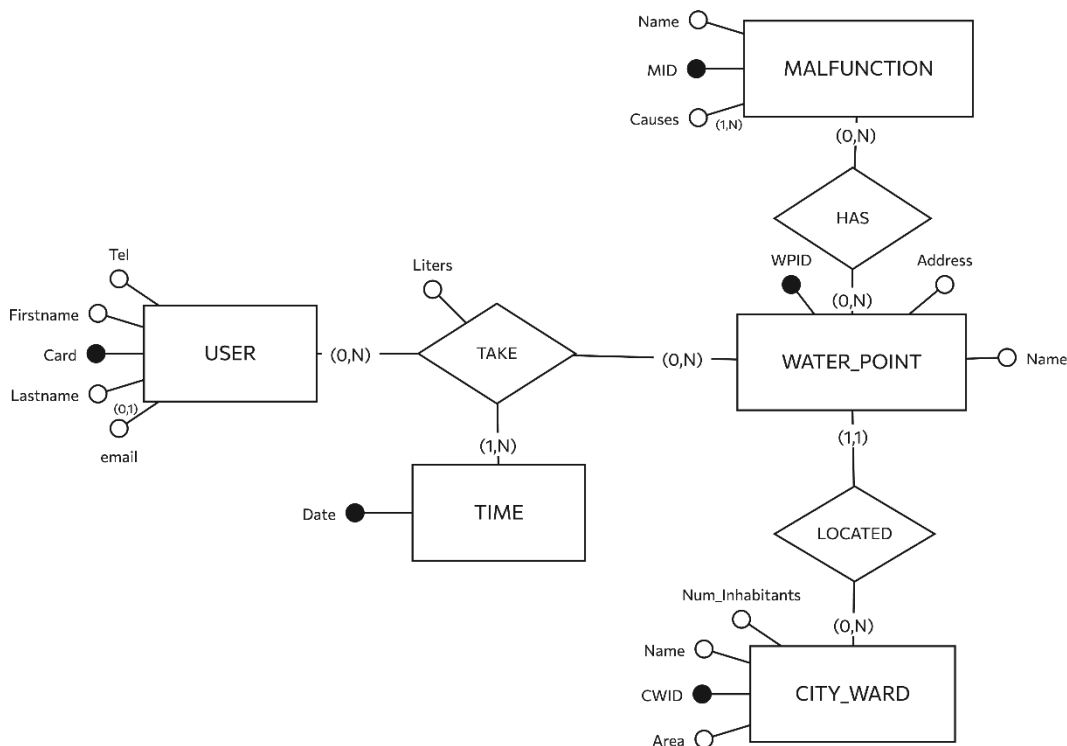 Name
MALFUNCTION
MID
Causes
(1,N)
(0,N)
HAS
Tel
Liters
WPID
Address
(0,N)
Firstname
Card
USER
(0,N)
TAKE
(0,N)
WATER_POINT
Name
Lastname
(0,1)
email
(1,N)
(1,1)
Date
TIME
LOCATED
Num_Inhabitants
(0,N)
Name
CWID
CITY_WARD
Area